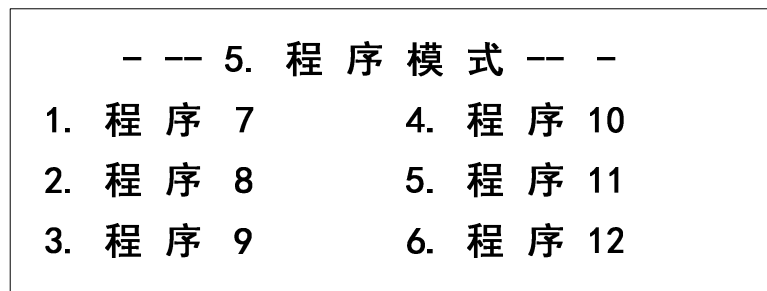 - -- 5. 程序模式 -- -
1. 程序 7 4. 程序 10
2. 程序 8 5. 程序 11
3. 程序 9 6. 程序 12